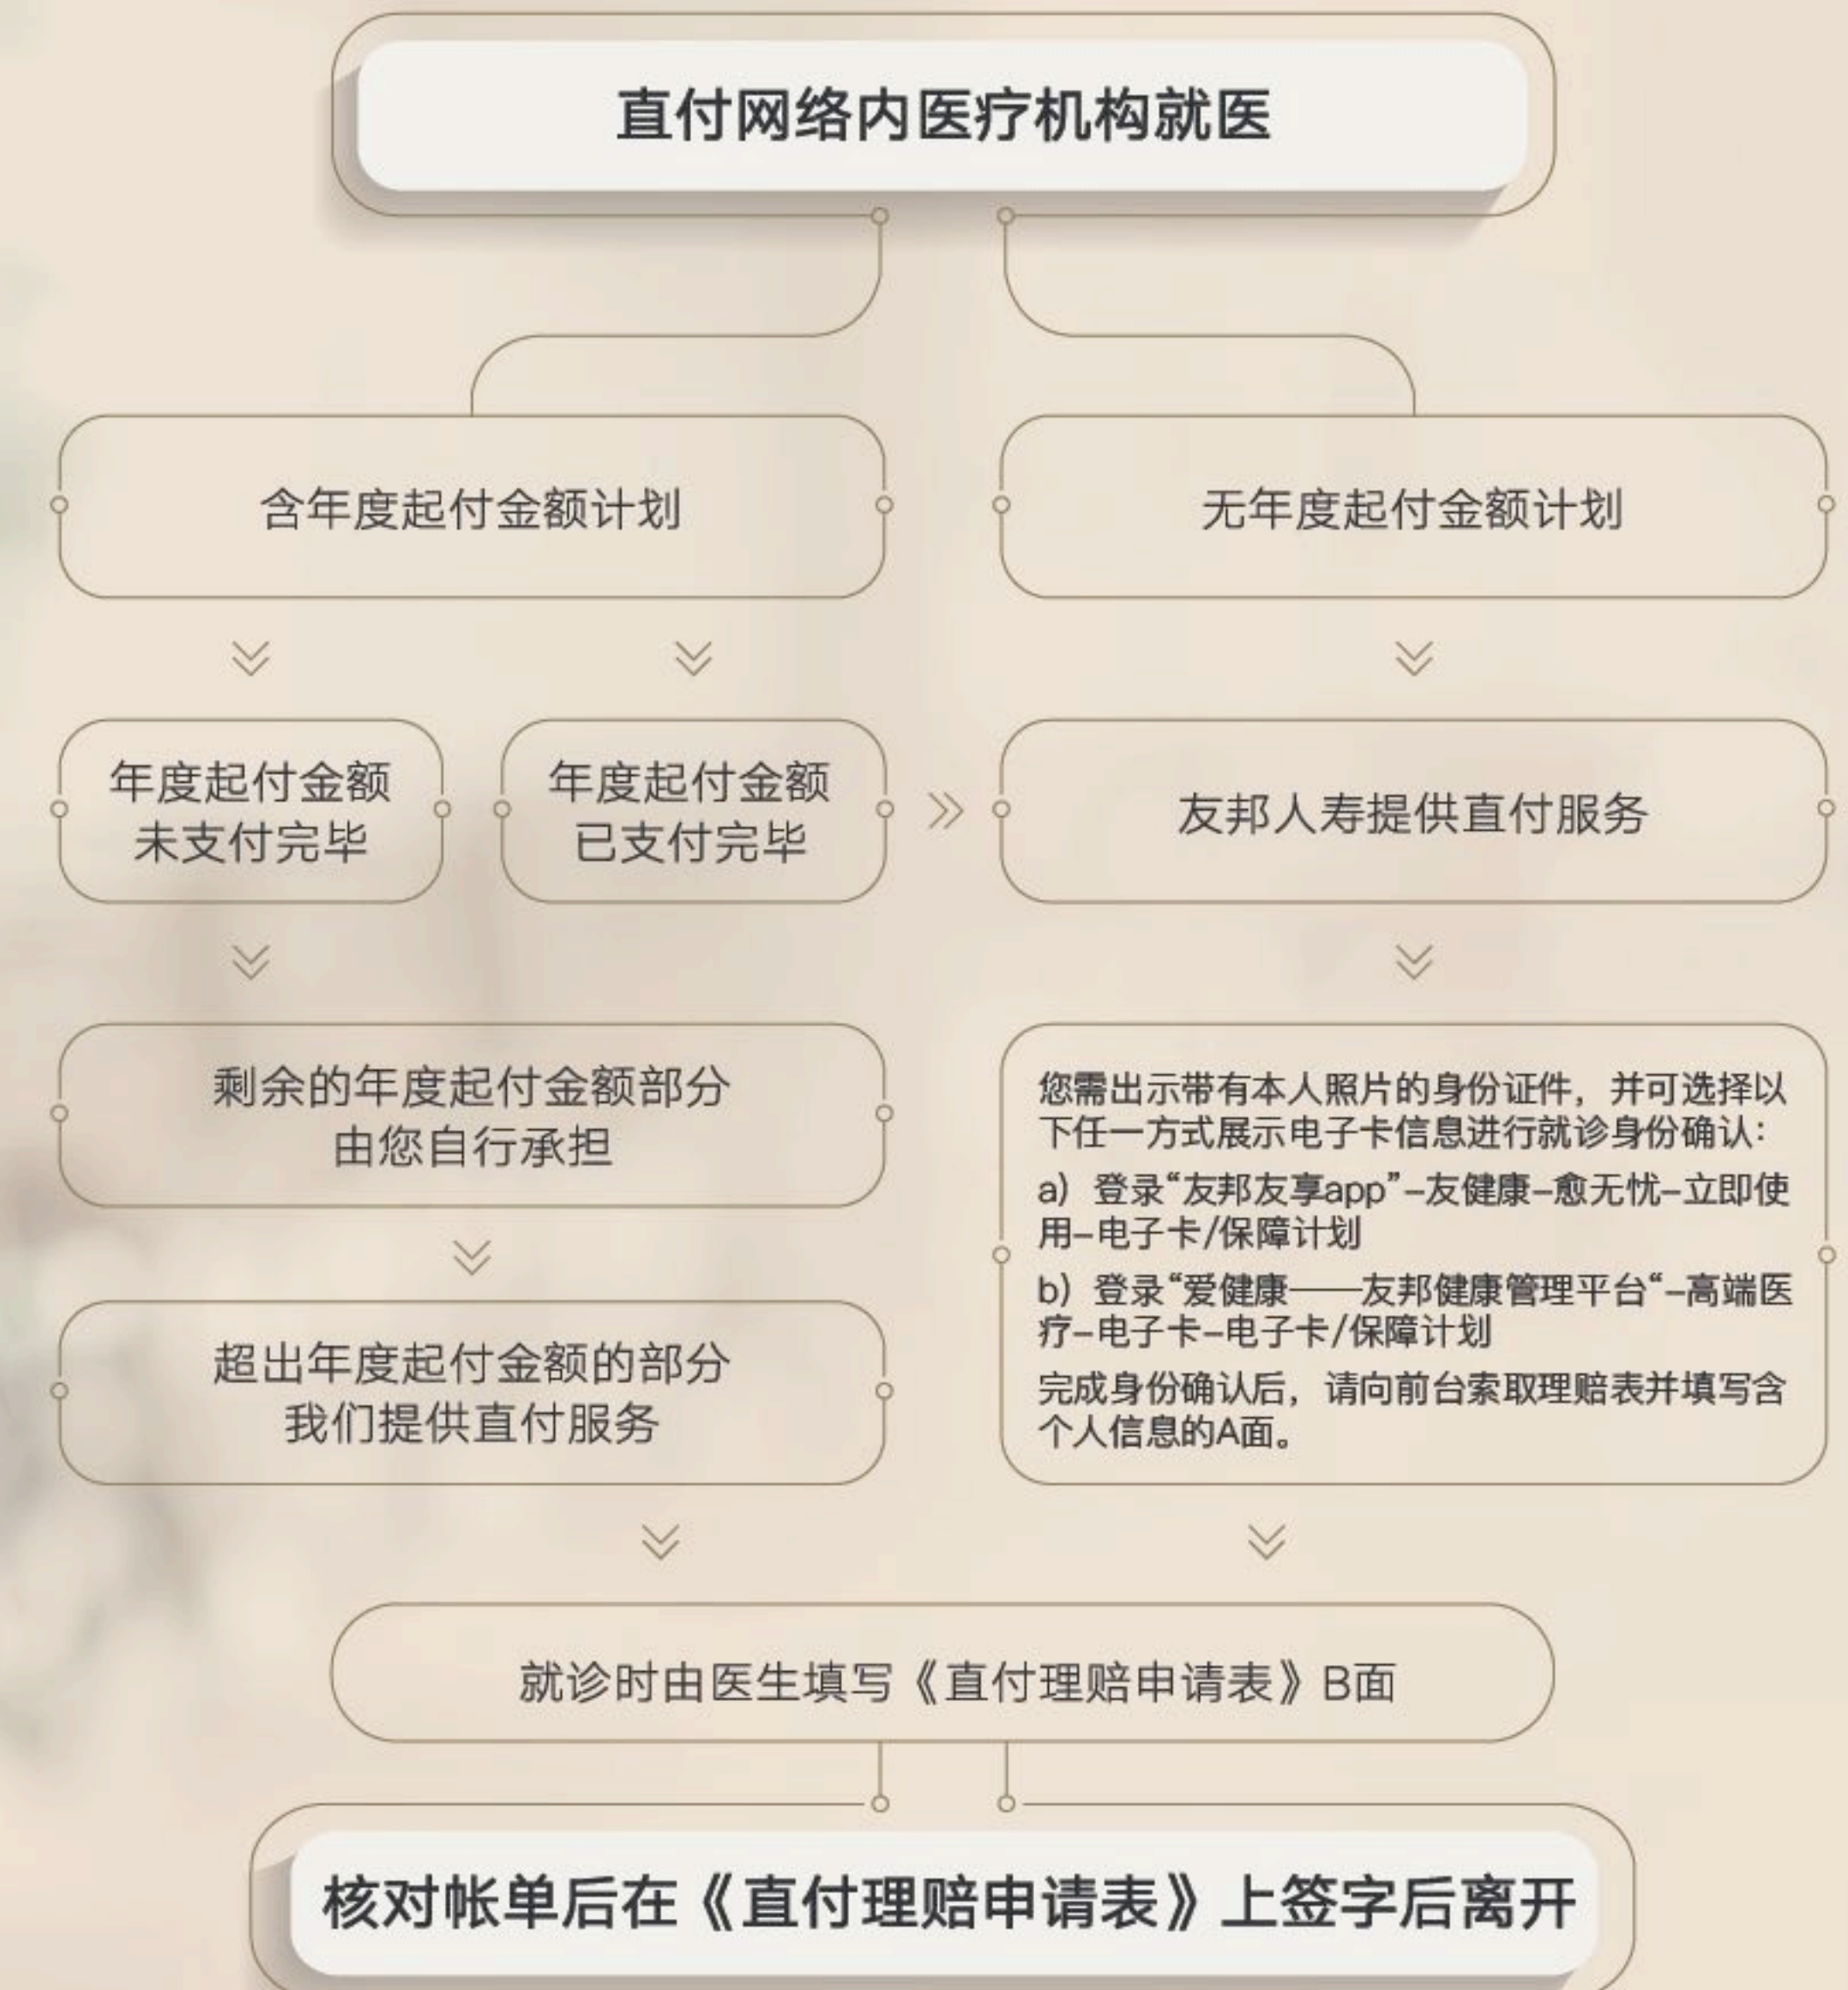 直付网络内医疗机构就医
含年度起付金额计划
无年度起付金额计划
年度起付金额
未支付完毕
年度起付金额
已支付完毕
友邦人寿提供直付服务
剩余的年度起付金额部分
由您自行承担
超出年度起付金额的部分
我们提供直付服务
您需出示带有本人照片的身份证件，并可选择以
下任一方式展示电子卡信息进行就诊身份确认：
a）登录“友邦友享app”–友健康–愈无忧–立即使
用–电子卡/保障计划
b）登录“爱健康——友邦健康管理平台“–高端医
疗–电子卡–电子卡/保障计划
完成身份确认后，请向前台索取理赔表并填写含
个人信息的A面。
就诊时由医生填写《直付理赔申请表》B面
核对帐单后在《直付理赔申请表》上签字后离开